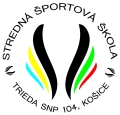 STREDNÁ ŠPORTOVÁ ŠKOLA
TRIEDA SNP 104, KOŠICE